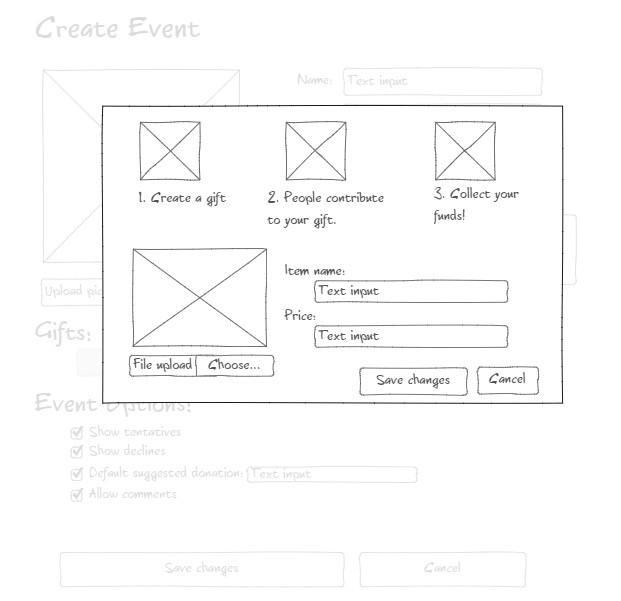 Create Event
Name: Text input
1. Create a gift
2. People contribute
to your gift.
3. Collect your
funds!
Item name:
Text input
Upload
Price:
Gifts:
Text input
File upload Choose...
Save changes Cancel
Event Options:
Show tentatives
Show declines
Default suggested donation: Text input
Allow comments
Save changes Cancel